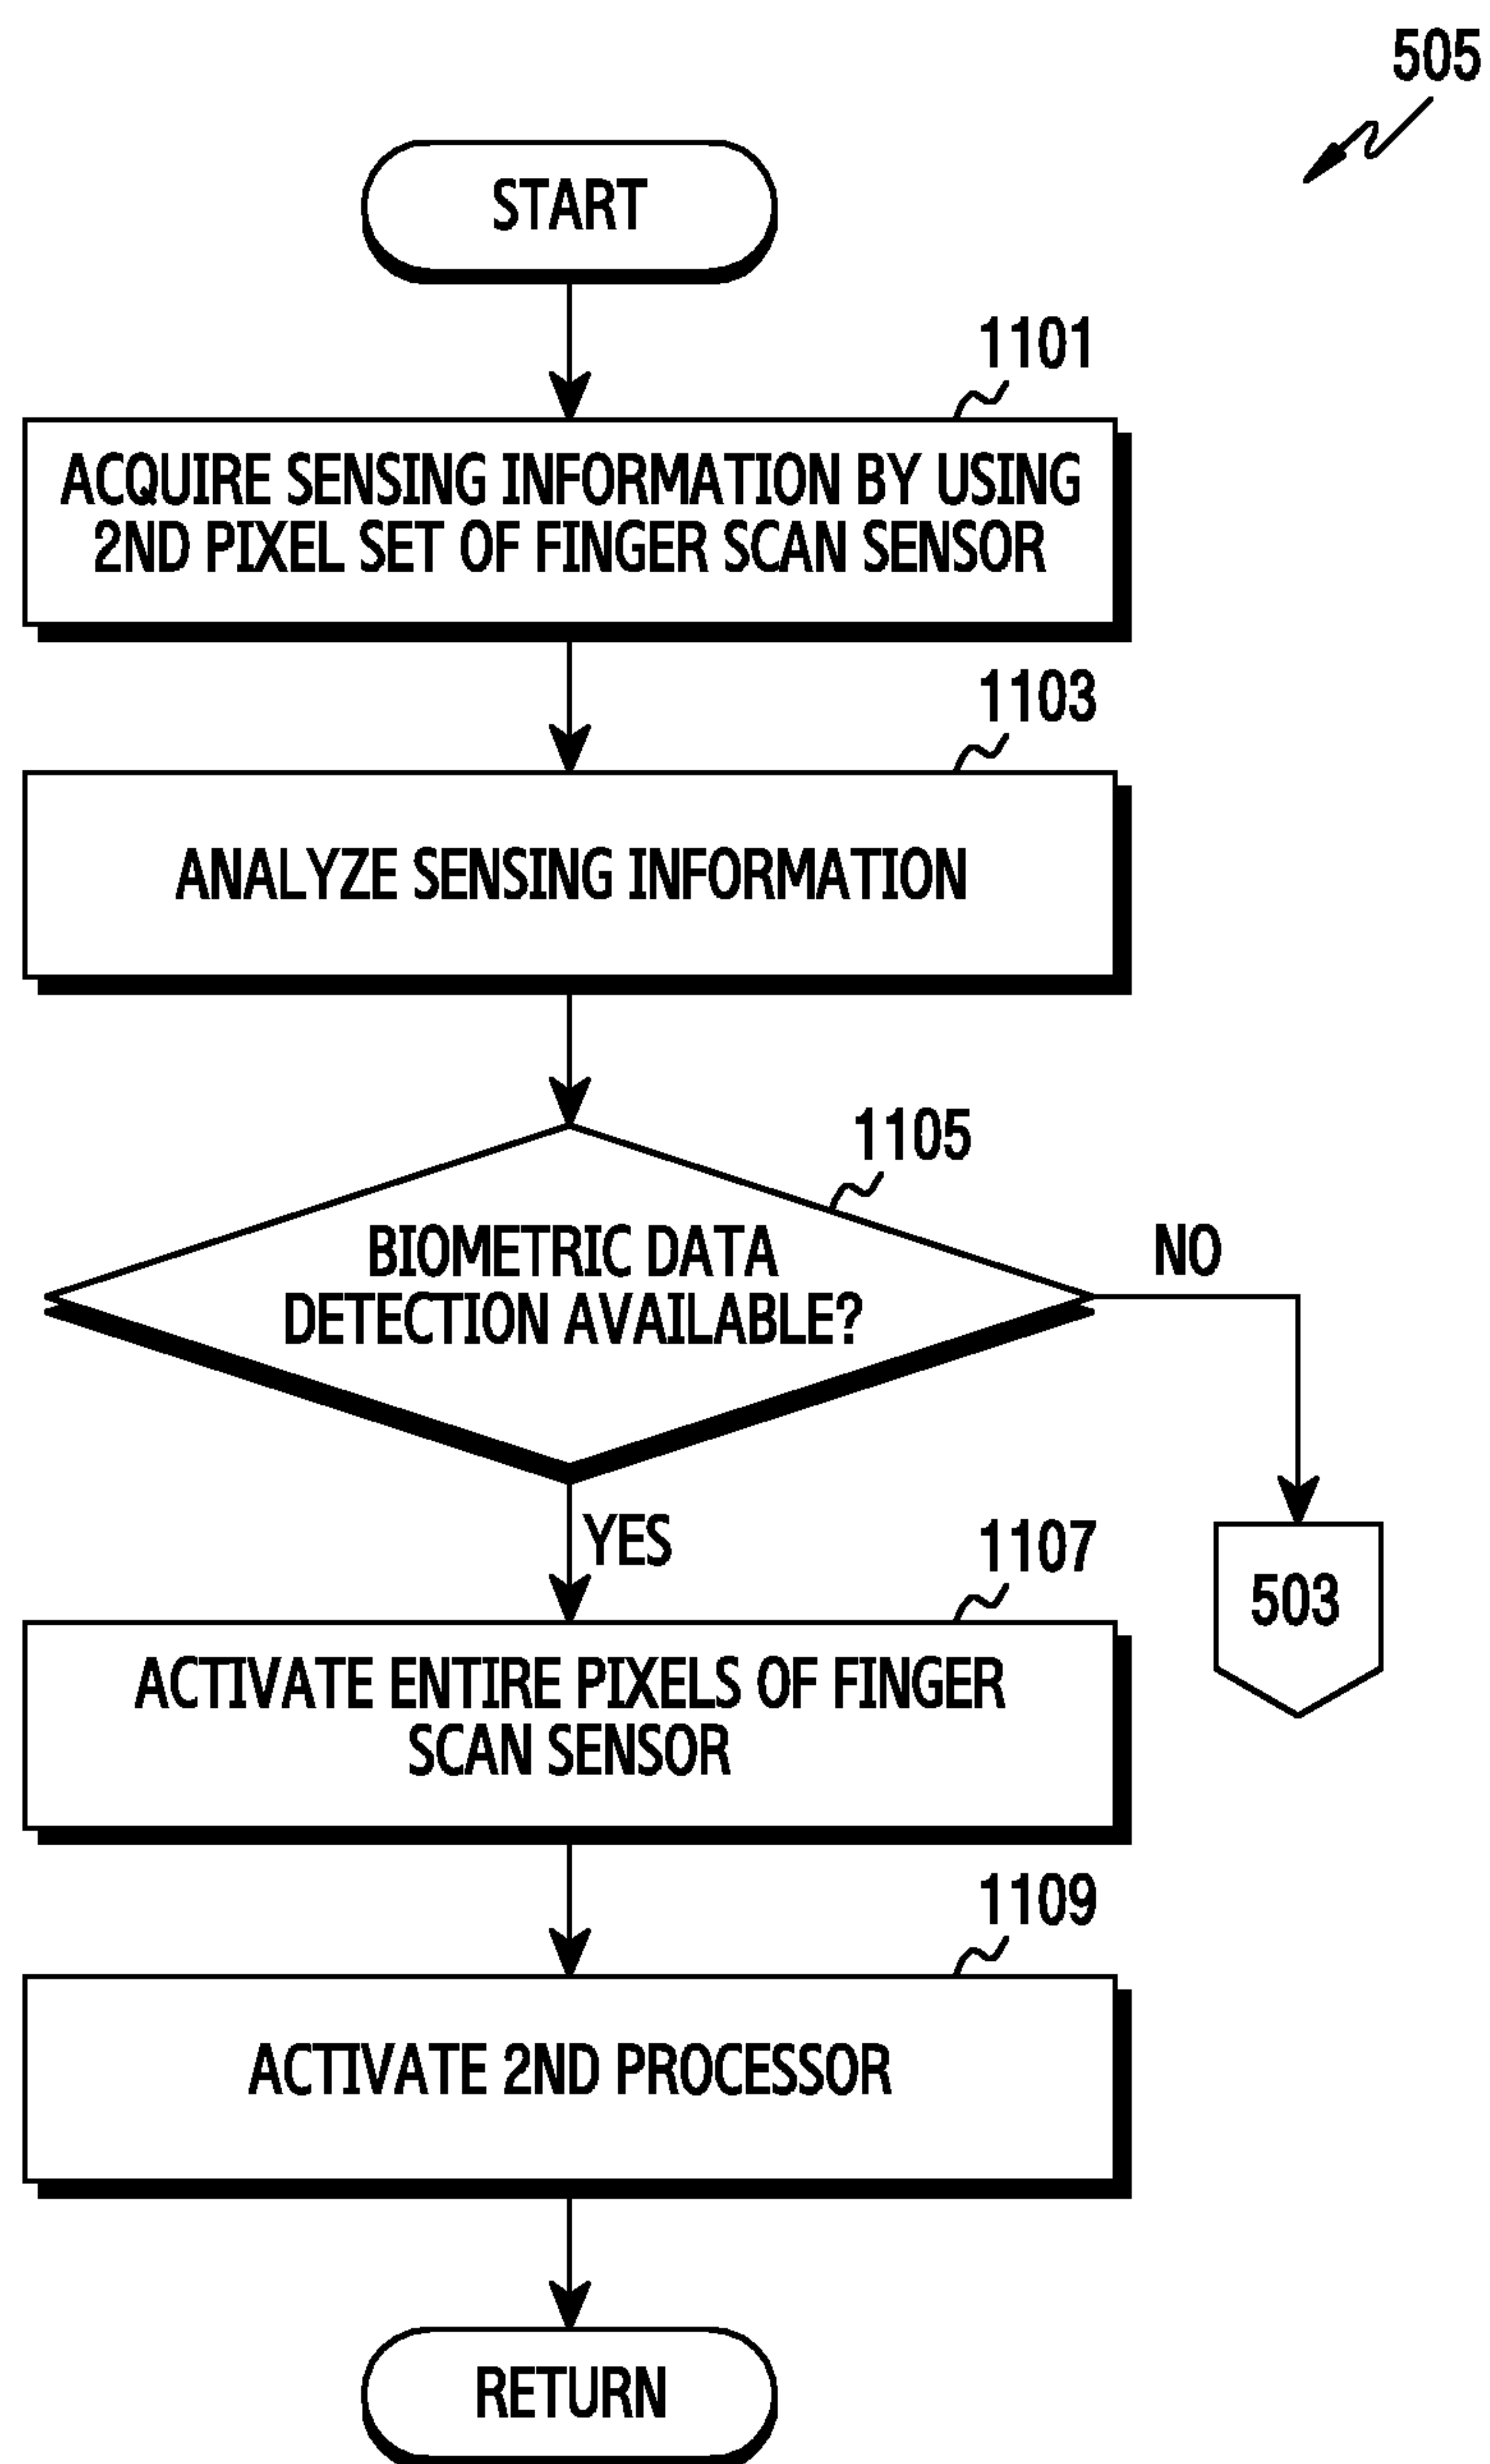 505
START
1101
ACQUIRE SENSING INFORMATION BY USING
2ND PIXEL SET OF FINGER SCAN SENSOR
1103
ANALYZE SENSING INFORMATION
1105
BIOMETRIC DATA
DETECTION AVAILABLE?
NO
YES
503
1107
ACTIVATE ENTIRE PIXELS OF FINGER
SCAN SENSOR
1109
ACTIVATE 2ND PROCESSOR
RETURN